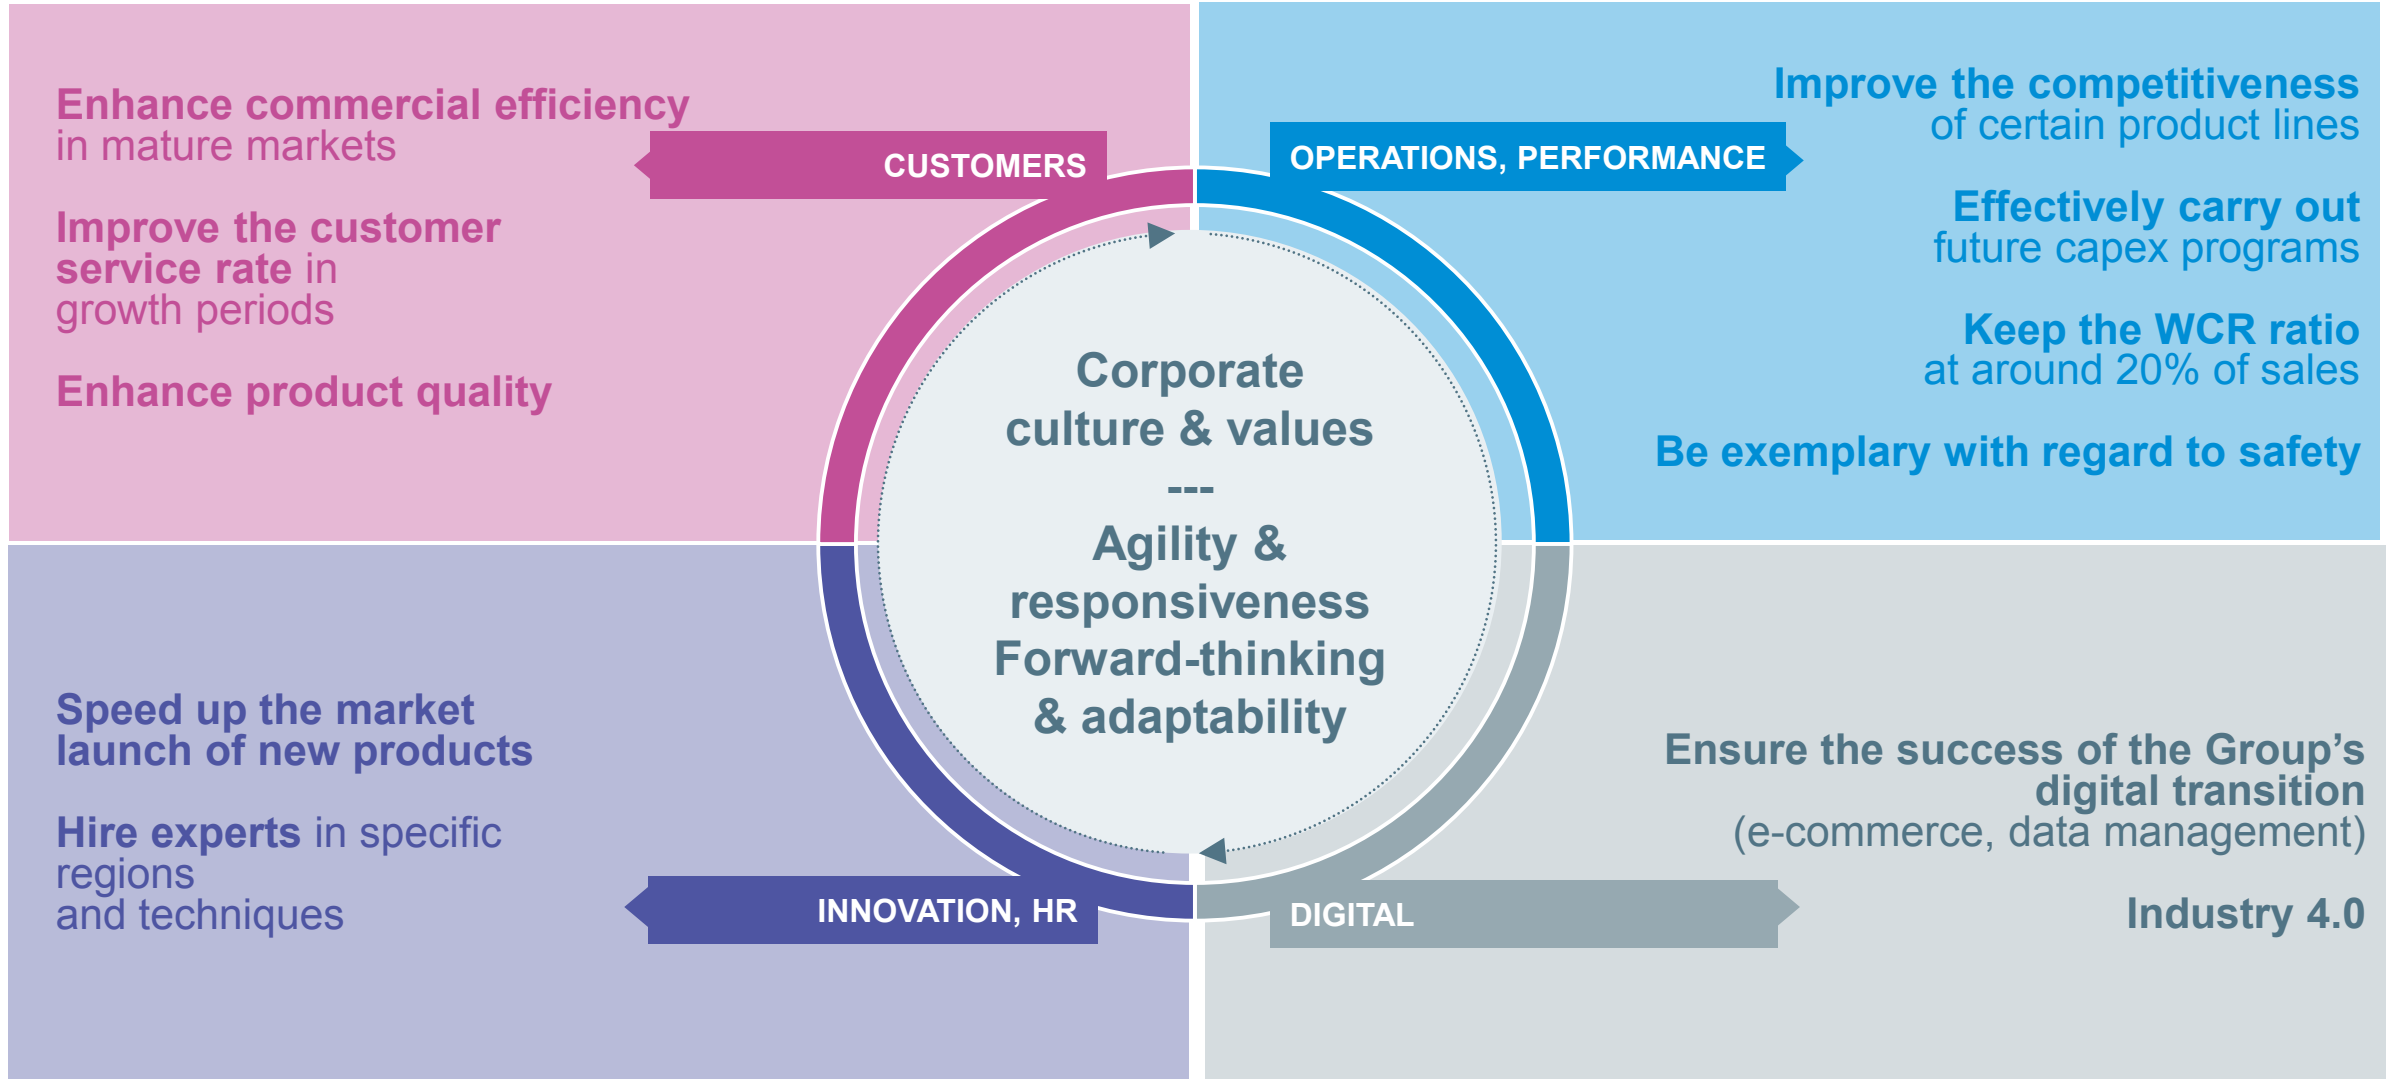 Enhance commercial efficiency
in mature markets
Improve the customer
service rate in
growth periods
Enhance product quality
CUSTOMERS
OPERATIONS, PERFORMANCE
Improve the competitiveness
of certain product lines
Effectively carry out
future capex programs
Keep the WCR ratio
at around 20% of sales
Be exemplary with regard to safety
Corporate
culture & values
---
Agility &
responsiveness
Forward-thinking
& adaptability
Speed up the market
launch of new products
Hire experts in specific
regions
and techniques
INNOVATION, HR
DIGITAL
Ensure the success of the Group’s
digital transition
(e-commerce, data management)
Industry 4.0